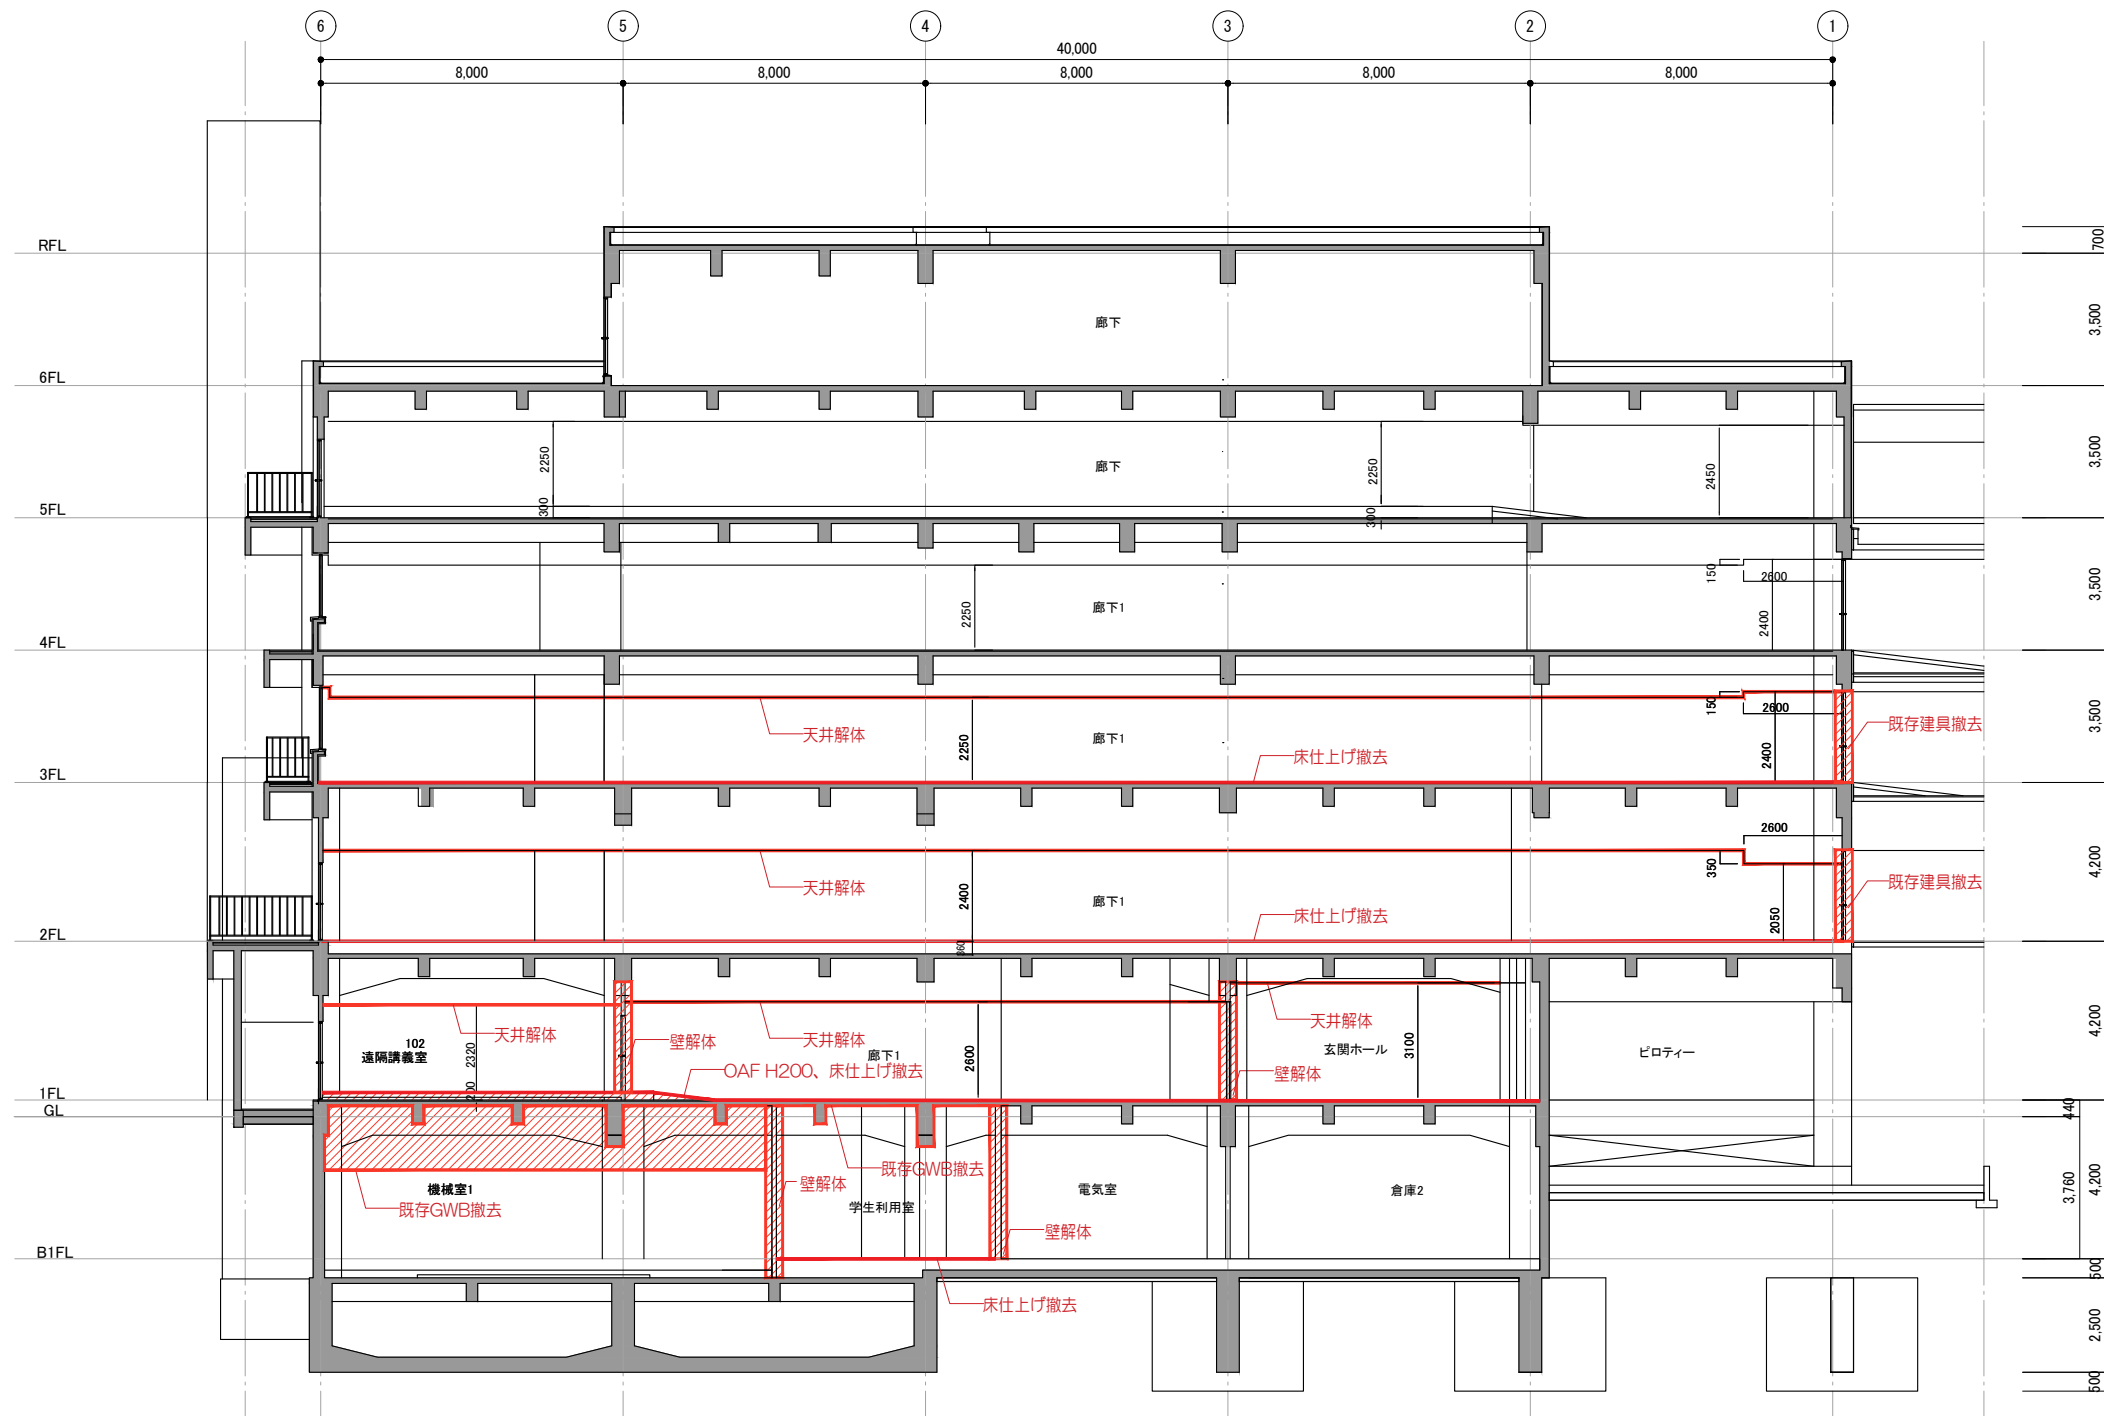 6 5 4 3 2 1
40,000
8,000 8,000 8,000 8,000 8,000
RFL
700
廊下
3,500
6FL
2250
廊下
2250
2450
3,500
300
300
5FL
150
2600
2250
廊下1
2400
3,500
4FL
150
2600
天井解体
2250
廊下1
床仕上げ撤去
2400
既存建具撤去
3,500
3FL
2600
350
天井解体
2400
廊下1
床仕上げ撤去
2050
既存建具撤去
4,200
2FL
360
天井解体
102
遠隔講義室
2320
200
壁解体
天井解体
廊下1
OAF H200、床仕上げ撤去
2600
天井解体
玄関ホール
3100
壁解体
ピロティー
4,200
1FL
GL
440
既存GWB撤去
機械室1
既存GWB撤去
壁解体
学生利用室
電気室
倉庫2
壁解体
3,760
4,200
B1FL
500
床仕上げ撤去
2,500
500